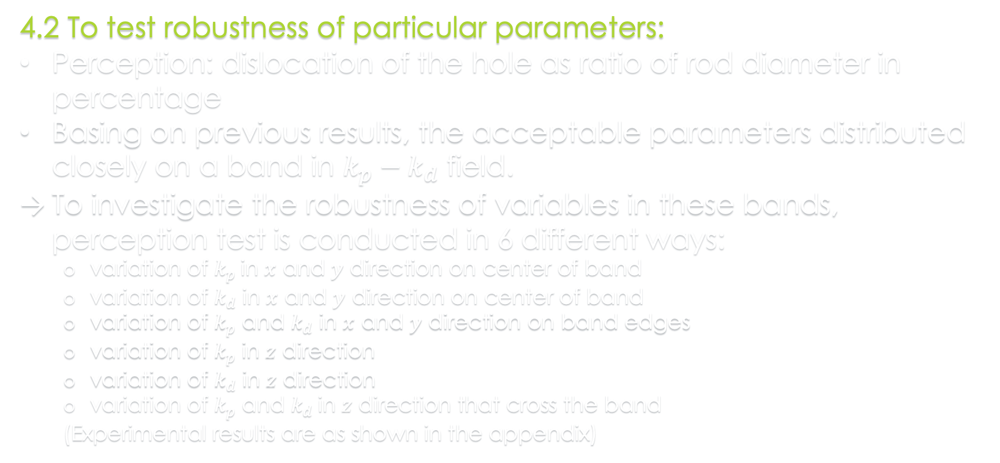 4.2 To test robustness of particular parameters:
• Perception: dislocation of the hole as ratio of rod diameter in
percentage
• Basing on previous results, the acceptable parameters distributed
closely on a band in k_p − k_d field.
→ To investigate the robustness of variables in these bands,
perception test is conducted in 6 different ways:
o variation of k_p in x and y direction on center of band
o variation of k_d in x and y direction on center of band
o variation of k_p and k_d in x and y direction on band edges
o variation of k_p in z direction
o variation of k_d in z direction
o variation of k_p and k_d in z direction that cross the band
(Experimental results are as shown in the appendix)